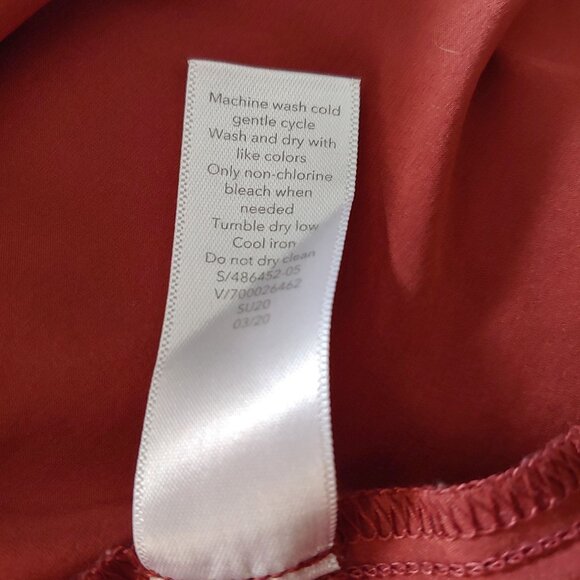 Machine wash cold
gentle cycle
Wash and dry with
like colors
Only non-chlorine
bleach when
needed
Tumble dry low
Cool iron
Do not dry clean
S/486452-05
V/700026462
SU20
03/20